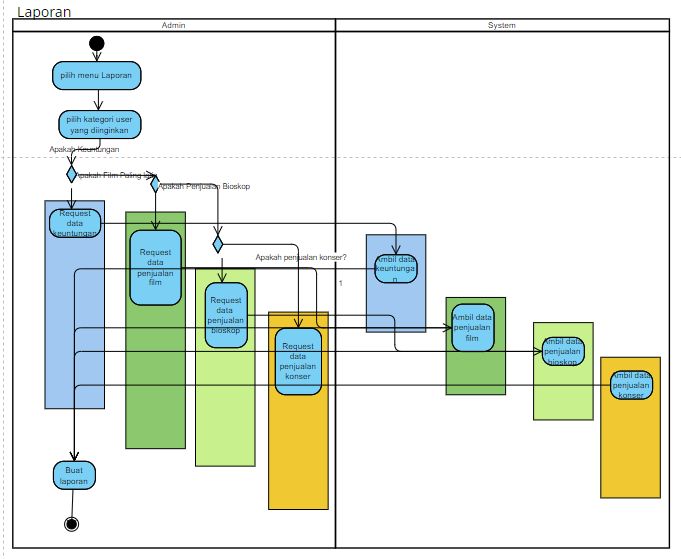 Laporan
Admin
System
pilih menu Laporan
pilih kategori user
yang diinginkan
Apakah Keuntungan
Apakah Film Paling
Apakah Penjualan Bioskop
Request
data
keuntungan
Request
data
penjualan
film
Apakah penjualan konser?
Ambil data
keuntunga
n
1
Request
data
penjualan
bioskop
Ambil data
penjualan
film
Request
data
penjualan
konser
Ambil data
penjualan
bioskop
Ambil data
penjualan
konser
Buat
laporan